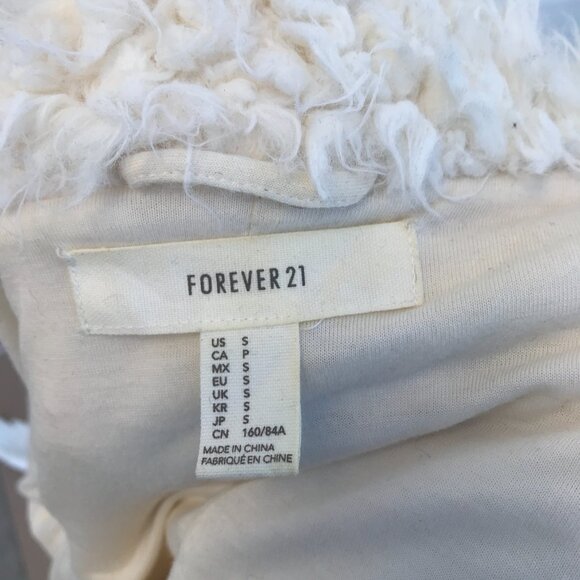 FOREVER 21
US S
CA P
MX S
EU S
UK S
KR S
JP S
CN 160/84A
MADE IN CHINA
FABRIQUÉ EN CHINE